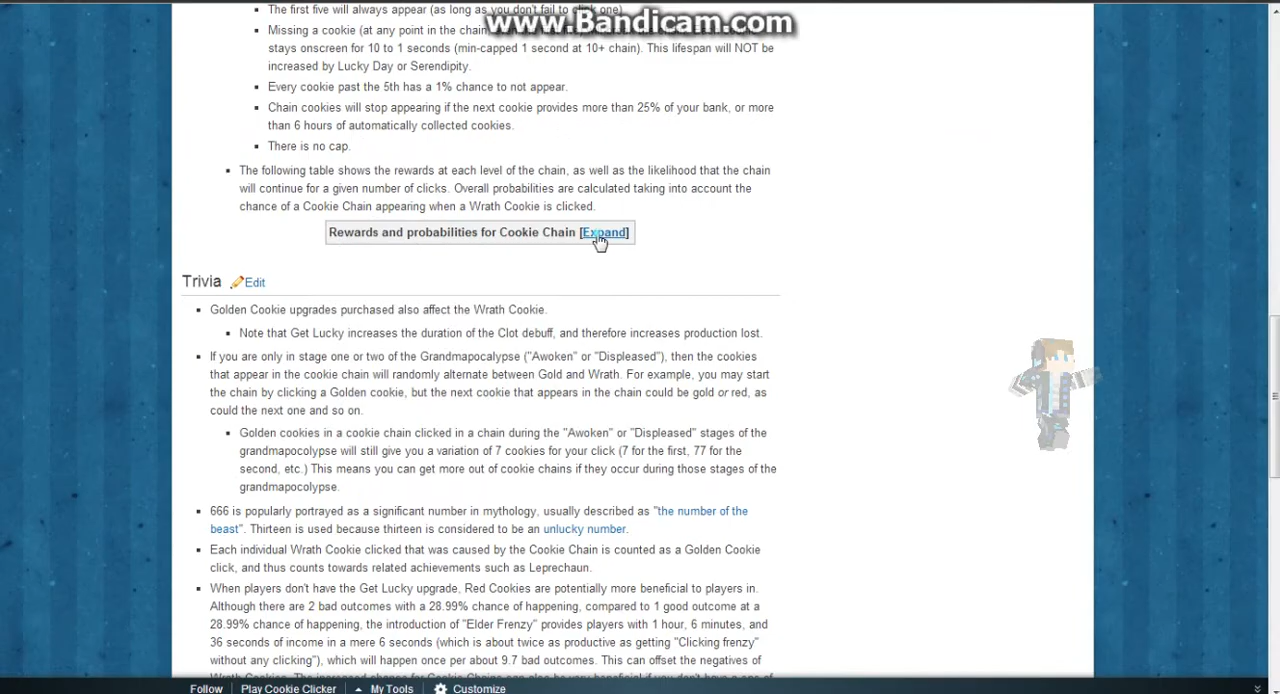 The first five will always appear (as long as you don't fail to click one)
www.Bandicam.com
Missing a cookie (at any point in the chain,
stays onscreen for 10 to 1 seconds (min-capped 1 second at 10+ chain). This lifespan will NOT be
increased by Lucky Day or Serendipity.
Every cookie past the 5th has a 1% chance to not appear.
Chain cookies will stop appearing if the next cookie provides more than 25% of your bank, or more
than 6 hours of automatically collected cookies.
There is no cap.
The following table shows the rewards at each level of the chain, as well as the likelihood that the chain
will continue for a given number of clicks. Overall probabilities are calculated taking into account the
chance of a Cookie Chain appearing when a Wrath Cookie is clicked.
Rewards and probabilities for Cookie Chain [Expand]
Trivia Edit
Golden Cookie upgrades purchased also affect the Wrath Cookie.
Note that Get Lucky increases the duration of the Clot debuff, and therefore increases production lost.
If you are only in stage one or two of the Grandmapocalypse ("Awoken" or "Displeased"), then the cookies
that appear in the cookie chain will randomly alternate between Gold and Wrath. For example, you may start
the chain by clicking a Golden cookie, but the next cookie that appears in the chain could be gold or red, as
could the next one and so on.
Golden cookies in a cookie chain clicked in a chain during the "Awoken" or "Displeased" stages of the
grandmapocolypse will still give you a variation of 7 cookies for your click (7 for the first, 77 for the
second, etc.) This means you can get more out of cookie chains if they occur during those stages of the
grandmapocolypse.
666 is popularly portrayed as a significant number in mythology, usually described as "the number of the
beast". Thirteen is used because thirteen is considered to be an unlucky number.
Each individual Wrath Cookie clicked that was caused by the Cookie Chain is counted as a Golden Cookie
click, and thus counts towards related achievements such as Leprechaun.
When players don't have the Get Lucky upgrade, Red Cookies are potentially more beneficial to players in.
Although there are 2 bad outcomes with a 28.99% chance of happening, compared to 1 good outcome at a
28.99% chance of happening, the introduction of "Elder Frenzy" provides players with 1 hour, 6 minutes, and
36 seconds of income in a mere 6 seconds (which is about twice as productive as getting "Clicking frenzy"
without any clicking"), which will happen once per about 9.7 bad outcomes. This can offset the negatives of
Follow Play Cookie Clicker My Tools Customize